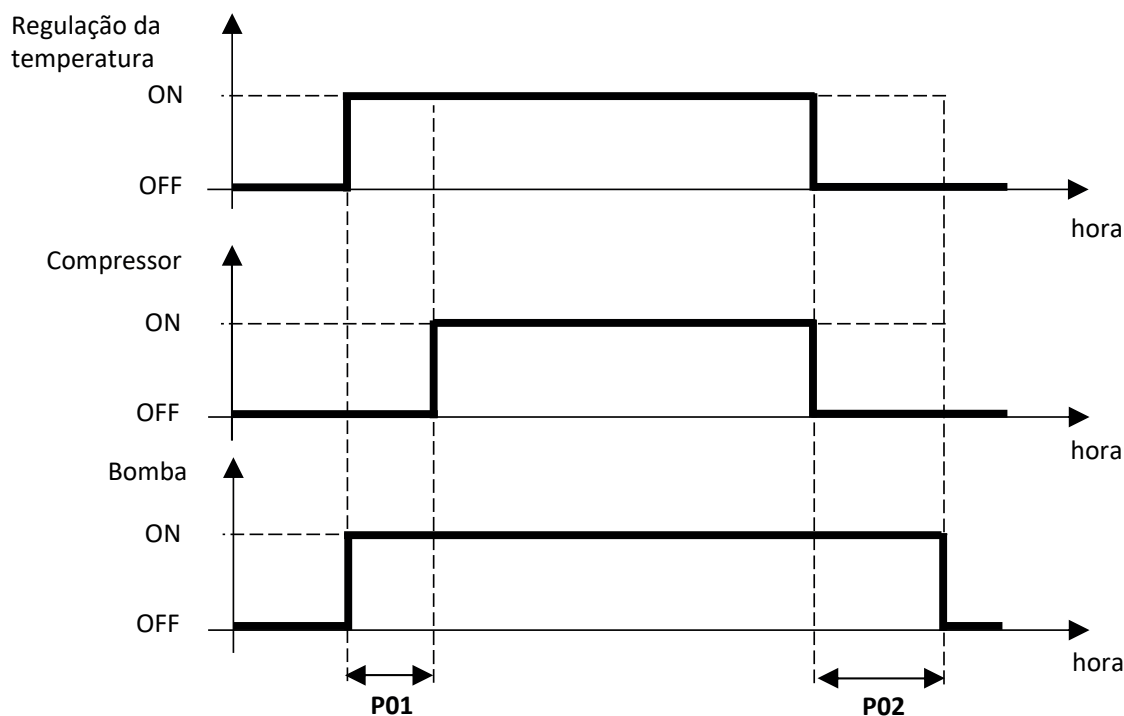 Regulação da
temperatura
ON
OFF
hora
Compressor
ON
OFF
hora
Bomba
ON
OFF
hora
P01
P02